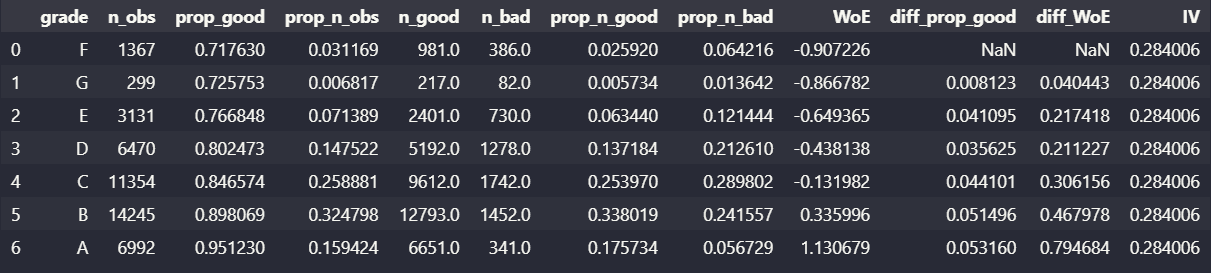 grade n_obs prop_good prop_n_obs n_good n_bad prop_n_good prop_n_bad WoE diff_prop_good diff_WoE IV
0 F 1367 0.717630 0.031169 981.0 386.0 0.025920 0.064216 -0.907226 NaN NaN 0.284006
1 G 299 0.725753 0.006817 217.0 82.0 0.005734 0.013642 -0.866782 0.008123 0.040443 0.284006
2 E 3131 0.766848 0.071389 2401.0 730.0 0.063440 0.121444 -0.649365 0.041095 0.217418 0.284006
3 D 6470 0.802473 0.147522 5192.0 1278.0 0.137184 0.212610 -0.438138 0.035625 0.211227 0.284006
4 C 11354 0.846574 0.258881 9612.0 1742.0 0.253970 0.289802 -0.131982 0.044101 0.306156 0.284006
5 B 14245 0.898069 0.324798 12793.0 1452.0 0.338019 0.241557 0.335996 0.051496 0.467978 0.284006
6 A 6992 0.951230 0.159424 6651.0 341.0 0.175734 0.056729 1.130679 0.053160 0.794684 0.284006